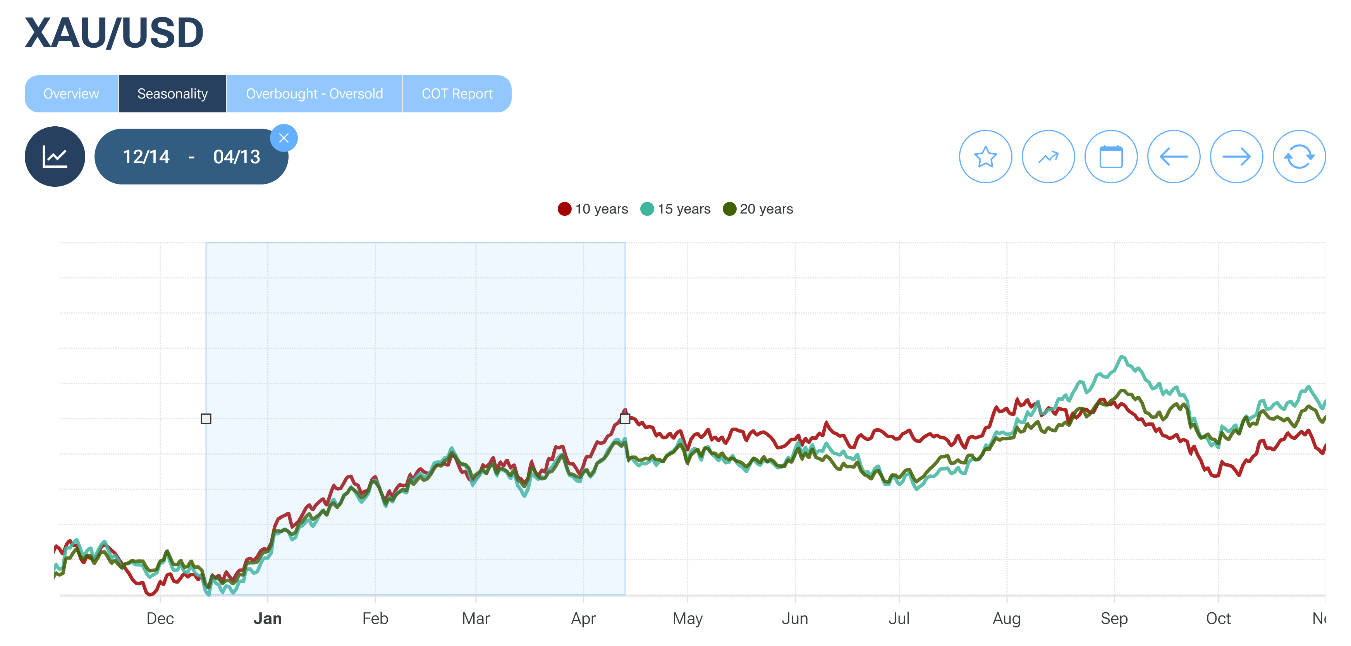 XAU/USD
Overview Seasonality Overbought - Oversold COT Report
12/14 - 04/13
10 years 15 years 20 years
Dec Jan Feb Mar Apr May Jun Jul Aug Sep Oct